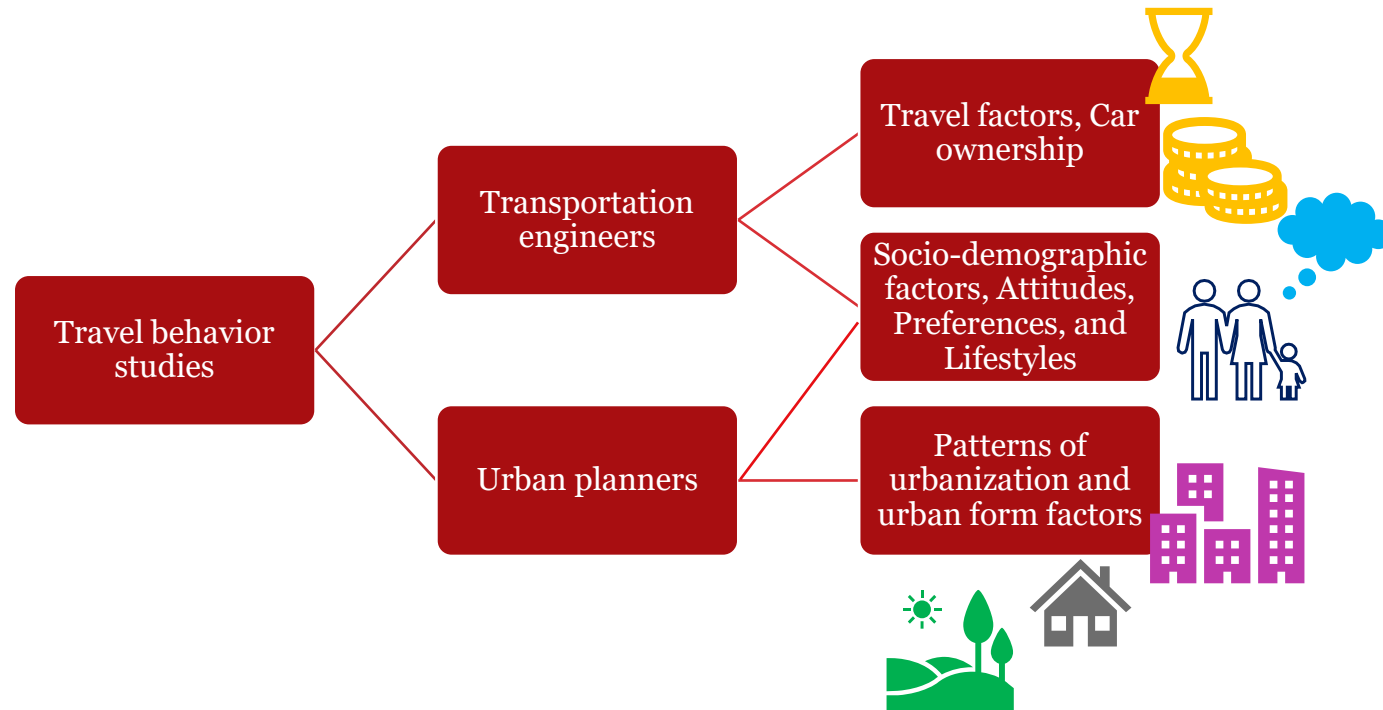 Travel factors, Car
ownership
Transportation
engineers
Socio-demographic
factors, Attitudes,
Preferences, and
Lifestyles
Travel behavior
studies
Urban planners
Patterns of
urbanization and
urban form factors